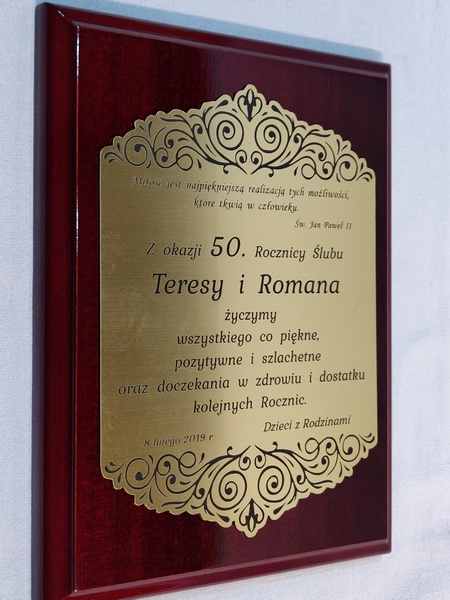 Miłość jest najpiękniejszą realizacją tych możliwości,
które tkwią w człowieku.
Św. Jan Paweł II
Z okazji 50. Rocznicy Ślubu
Teresy i Romana
życzymy
wszystkiego co piękne,
pozytywne i szlachetne
oraz doczekania w zdrowiu i dostatku
kolejnych Rocznic.
Dzieci z Rodzinami
8 lutego 2019 r